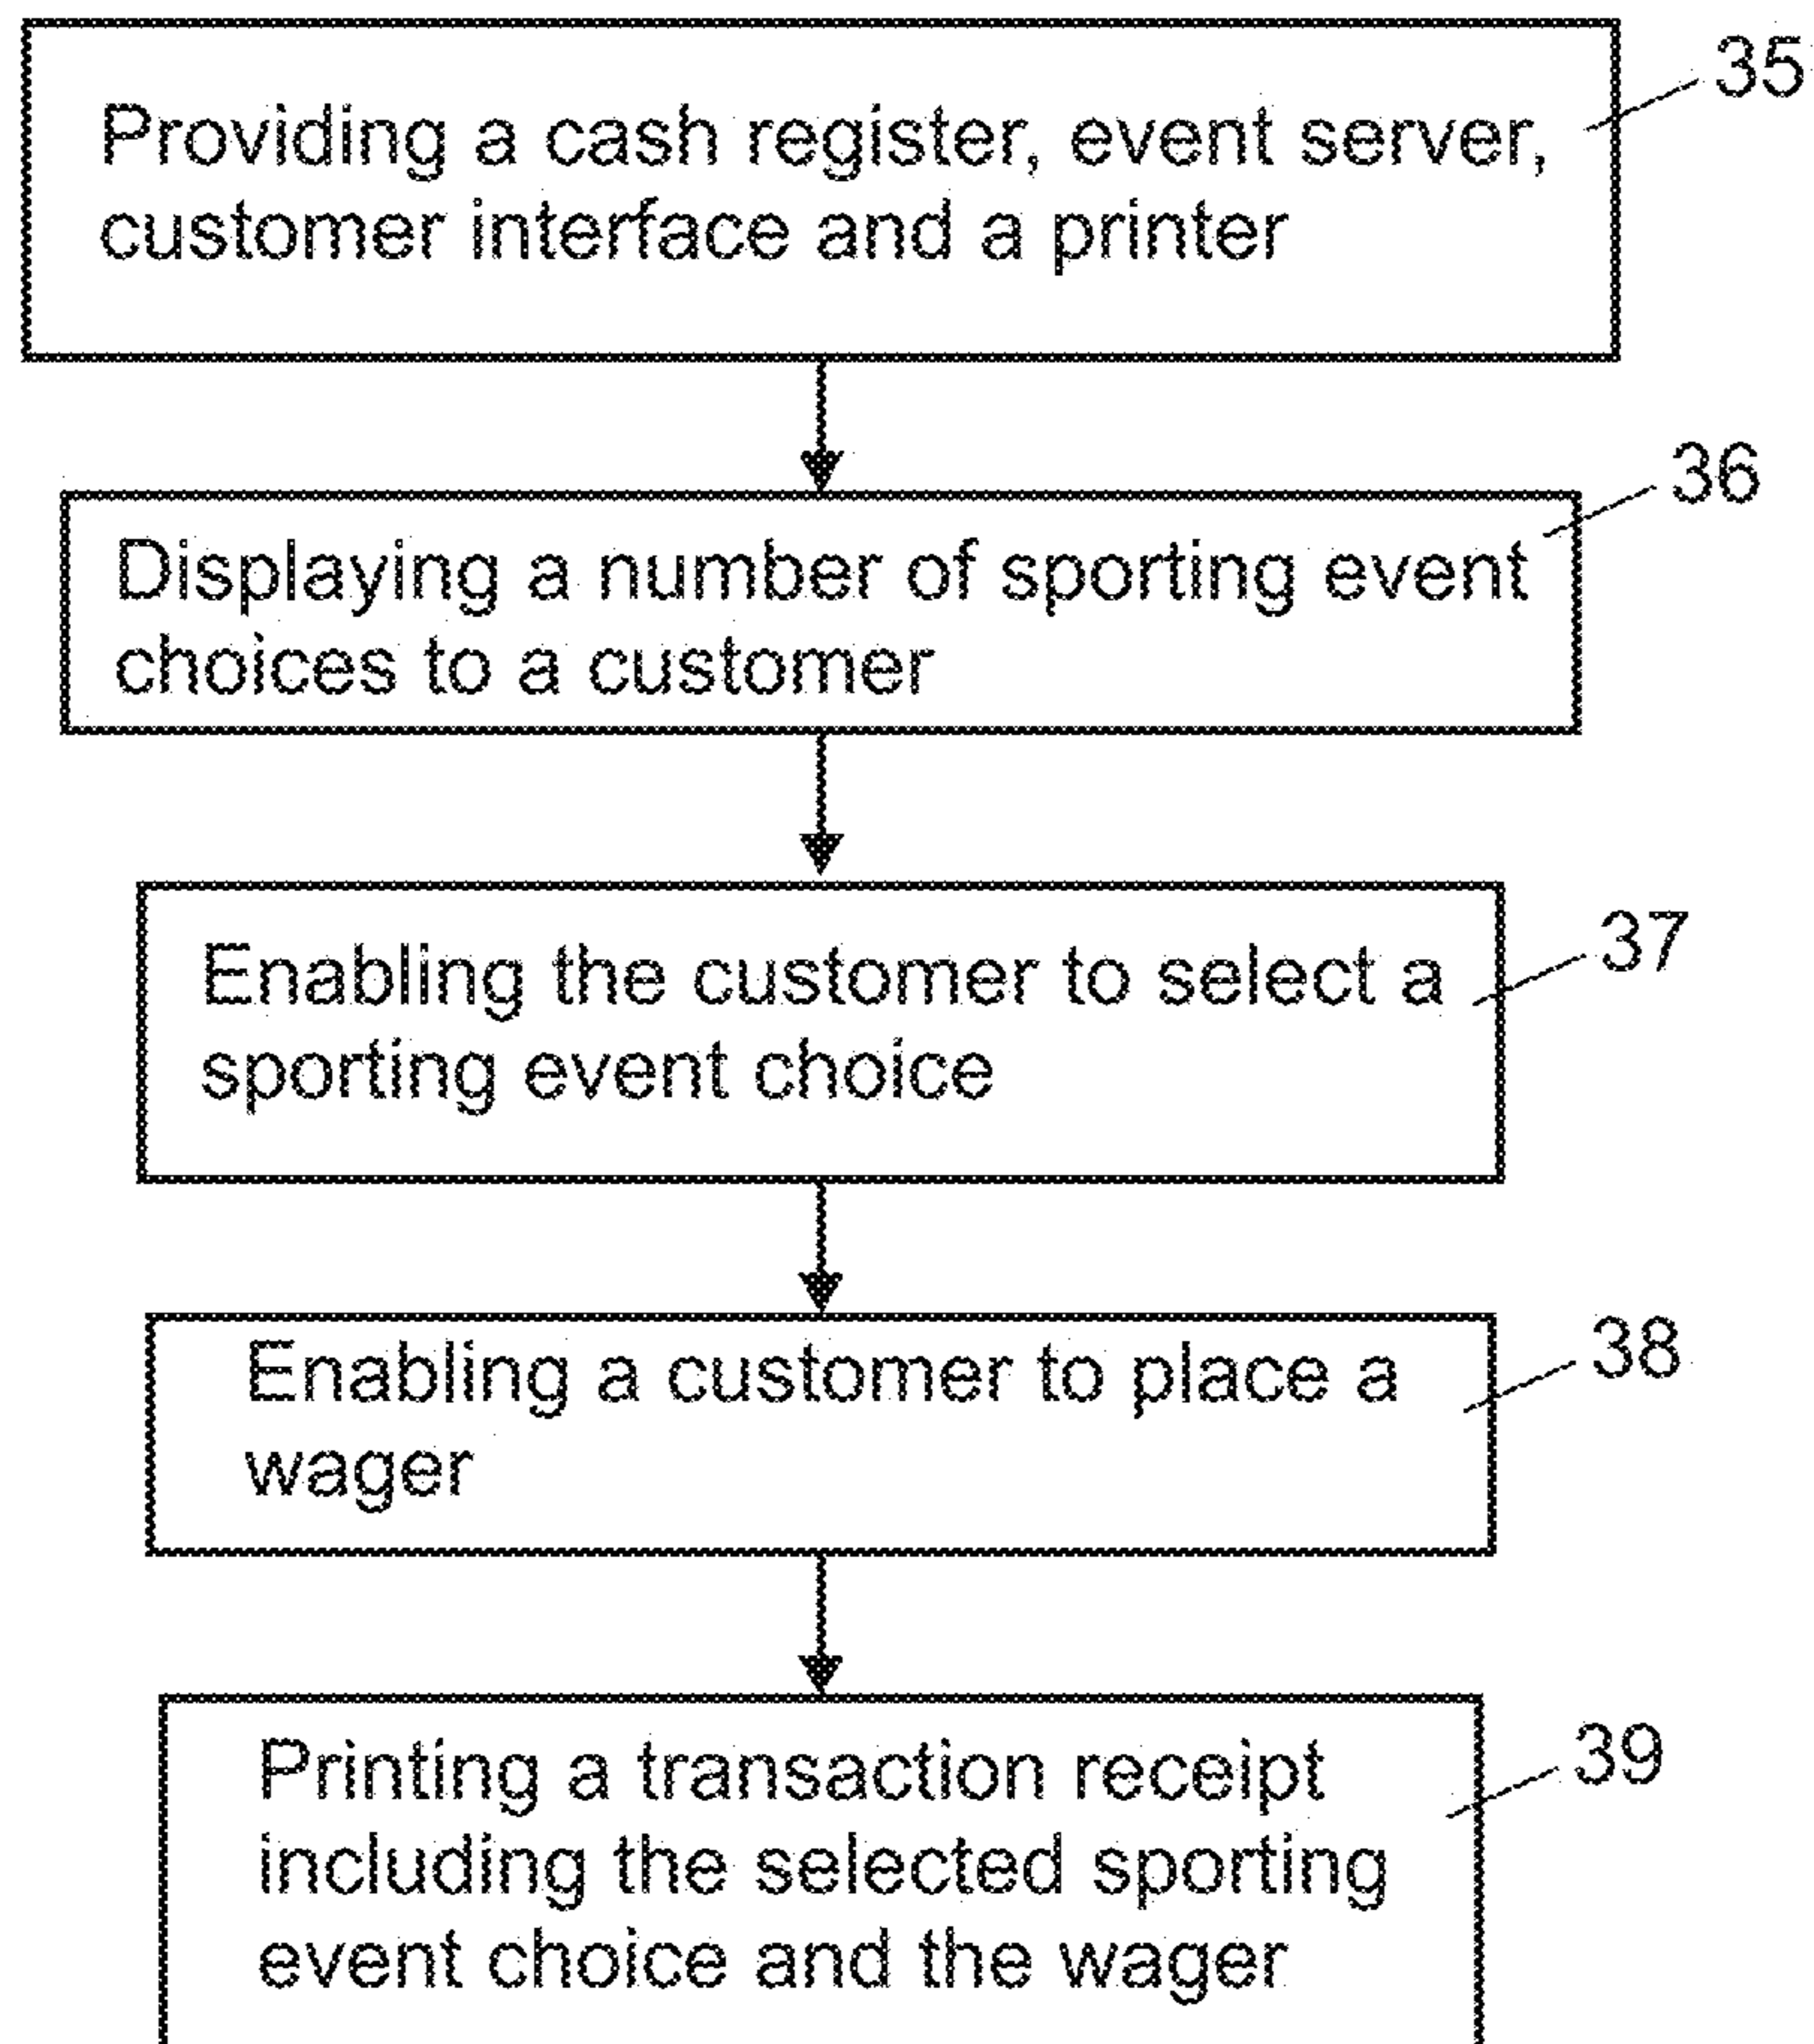 Providing a cash register, event server,
customer interface and a printer
35
Displaying a number of sporting event
choices to a customer
36
Enabling the customer to select a
sporting event choice
37
Enabling a customer to place a
wager
38
Printing a transaction receipt
including the selected sporting
event choice and the wager
39